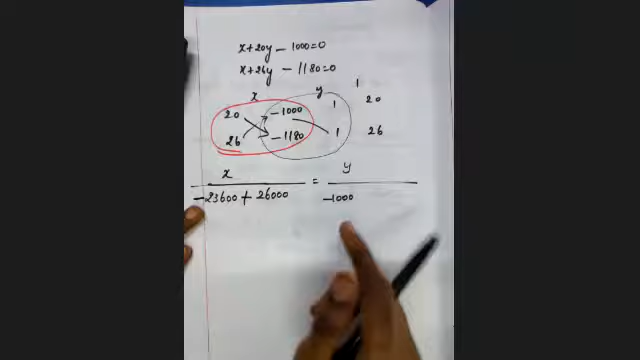 x+20y - 1000=0
x+26y - 1180=0
x y 1
20 -1000 1 20
26 -1180 1 26
x = y
-23600 + 26000 -1000